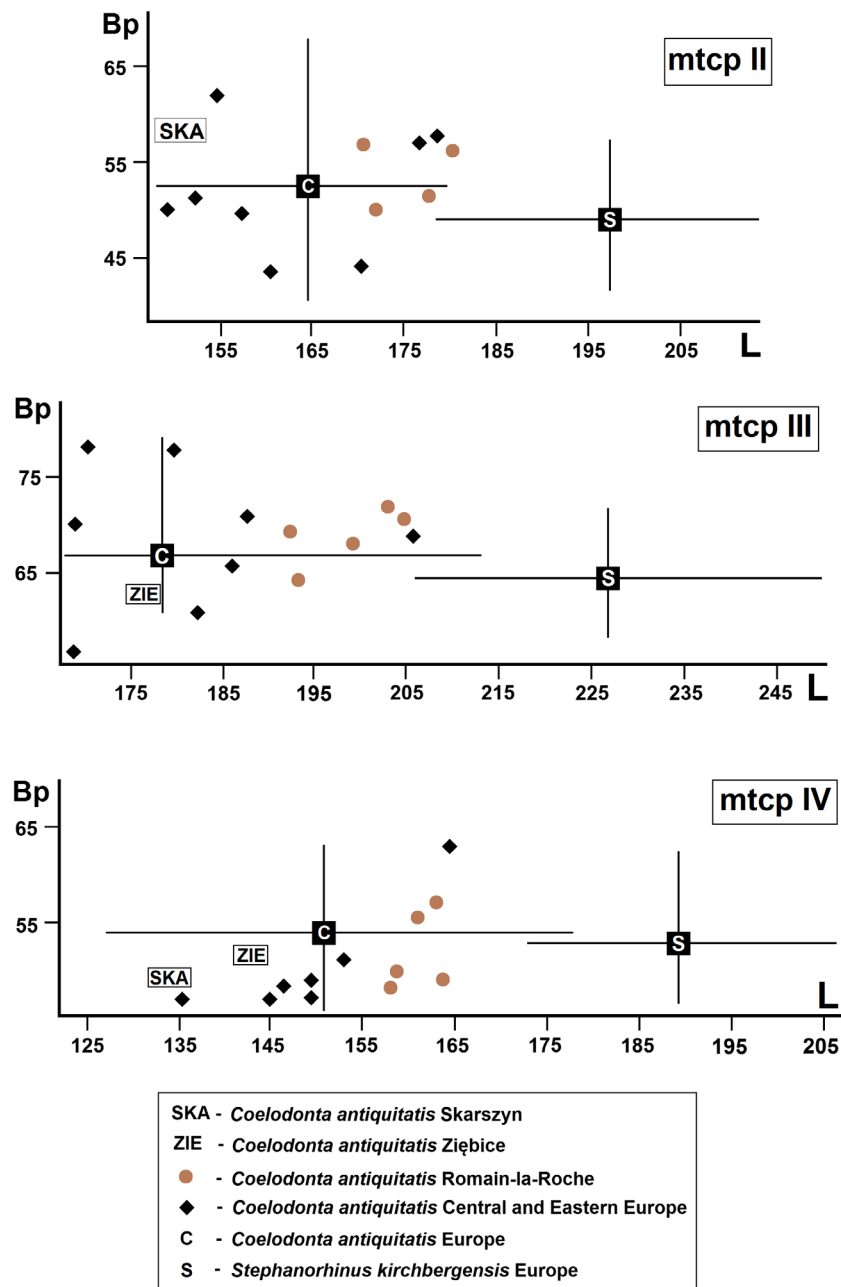 Bp
mtcp II
65
SKA
55
C
S
45
155 165 175 185 195 205 L
Bp
mtcp III
75
65
C
S
ZIE
175 185 195 205 215 225 235 245 L
Bp
mtcp IV
65
55
C
S
ZIE
SKA
L
125 135 145 155 165 175 185 195 205
SKA - Coelodonta antiquitatis Skarszyn
ZIE - Coelodonta antiquitatis Ziębice
- Coelodonta antiquitatis Romain-la-Roche
- Coelodonta antiquitatis Central and Eastern Europe
C - Coelodonta antiquitatis Europe
S - Stephanorhinus kirchbergensis Europe